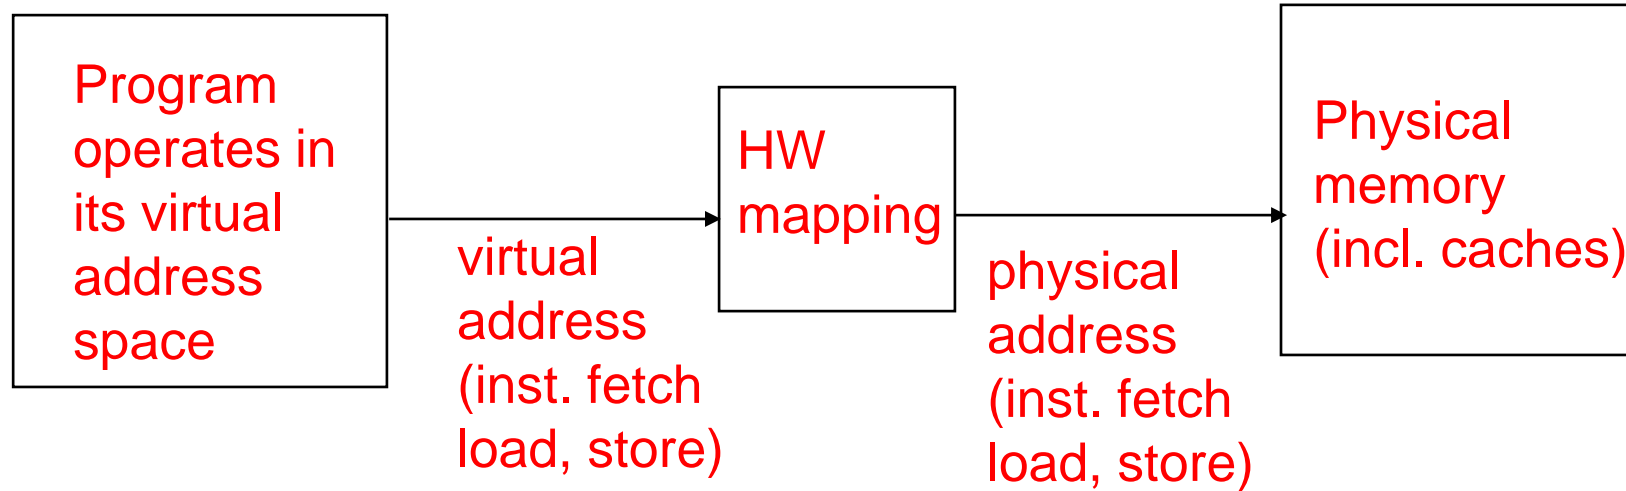 Program
operates in
its virtual
address
space
virtual
address
(inst. fetch
load, store)
HW
mapping
physical
address
(inst. fetch
load, store)
Physical
memory
(incl. caches)